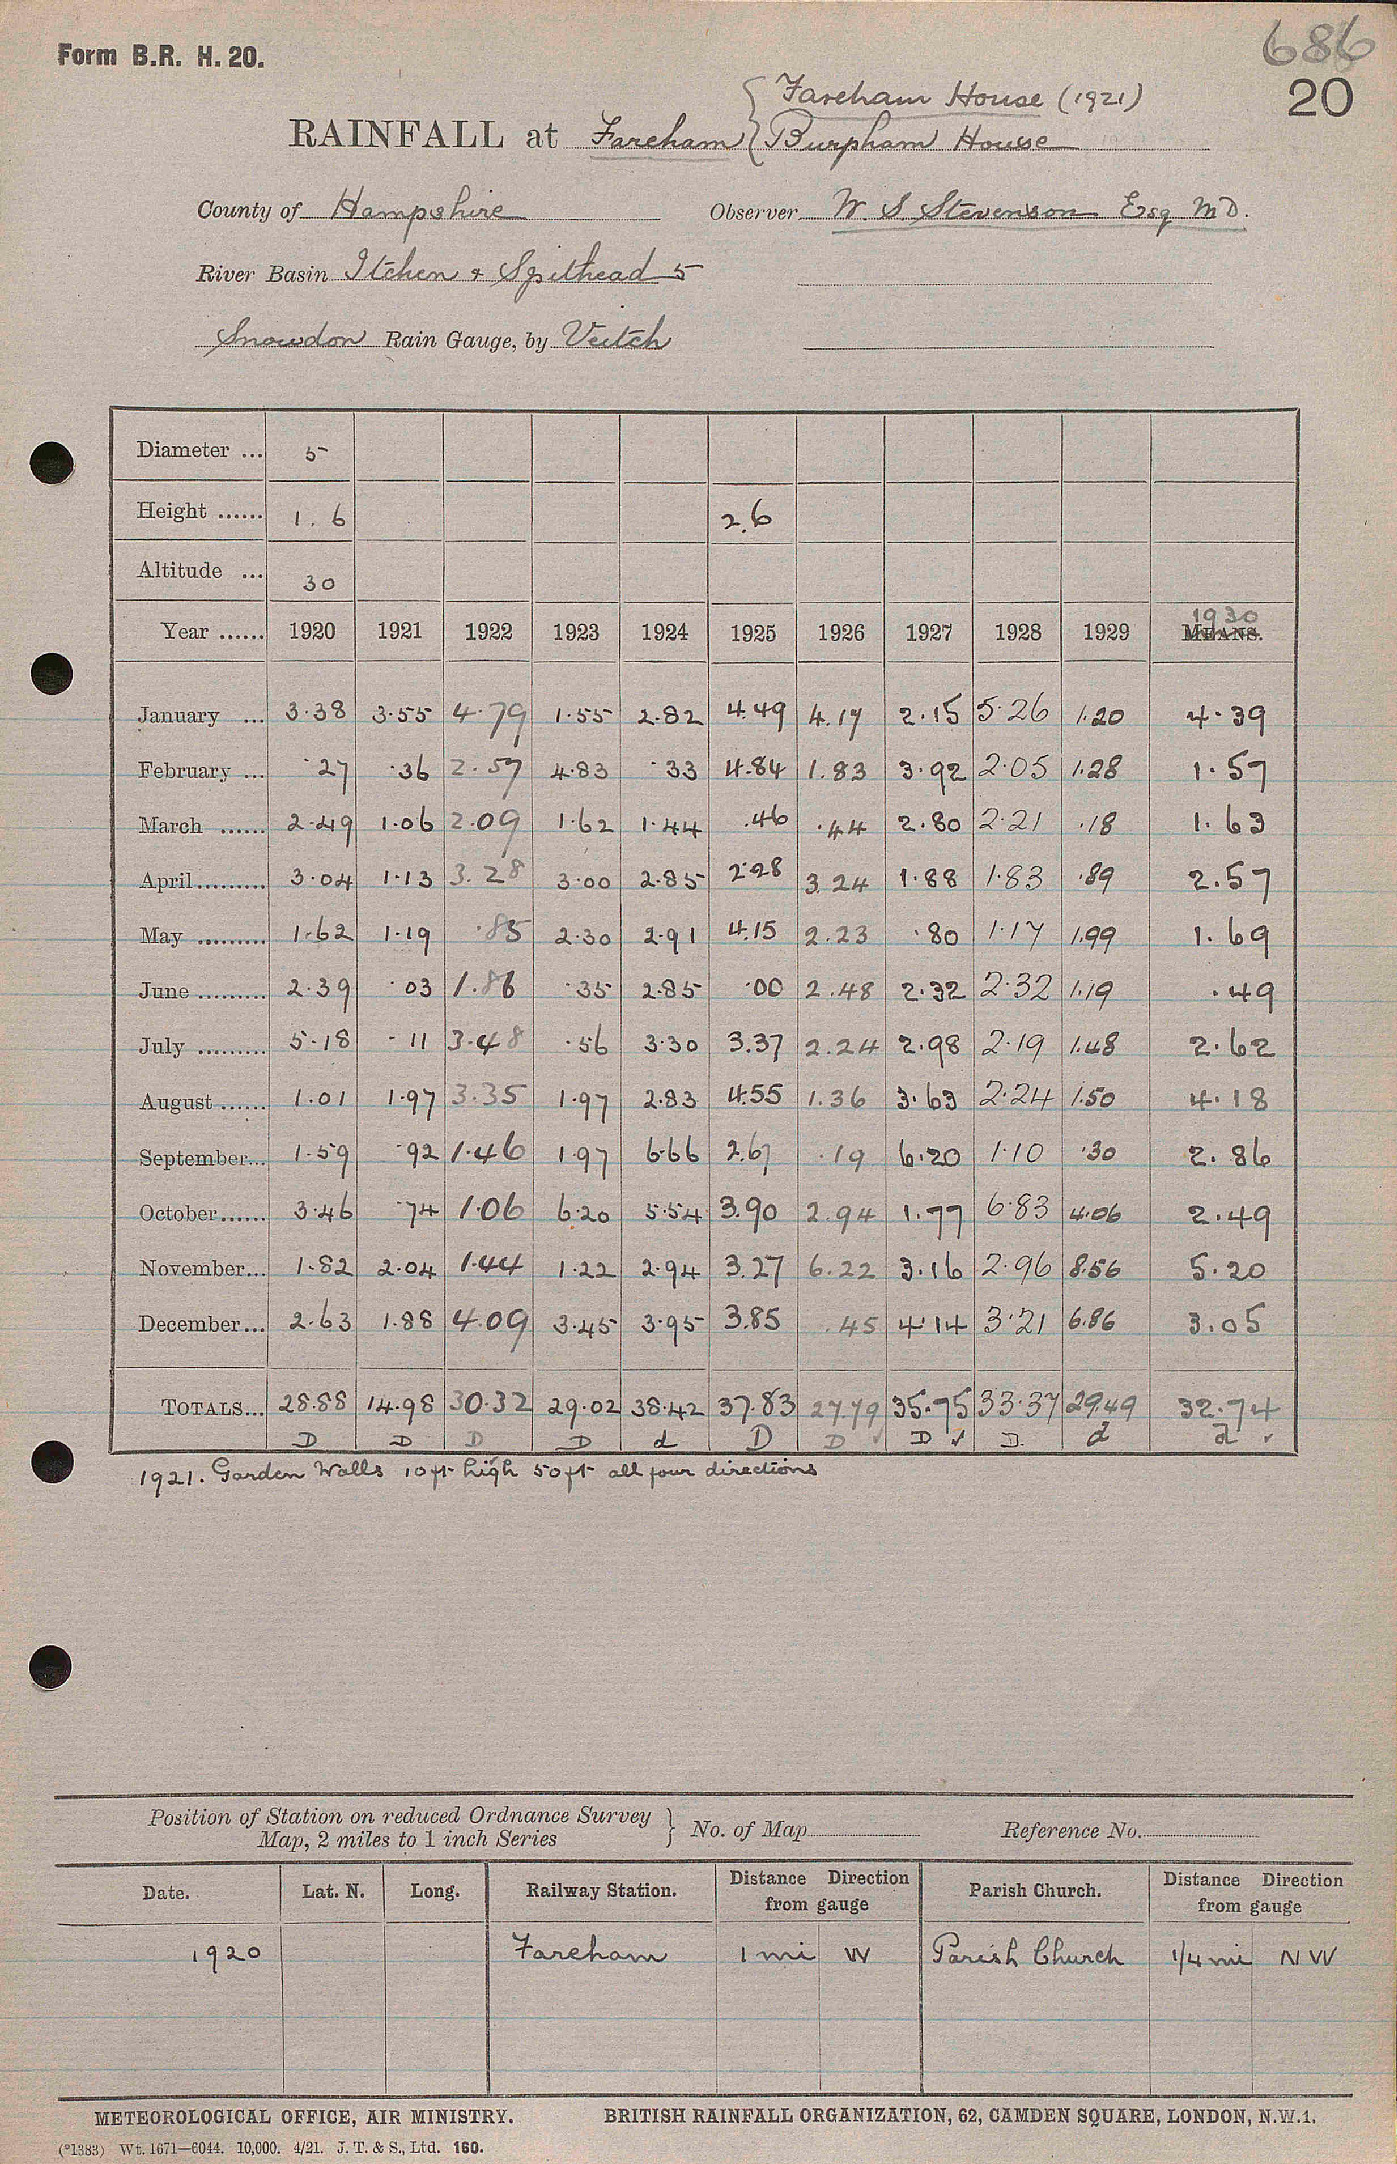 Form B.R. H. 20.
686
20
Fareham House (1921)
RAINFALL at Fareham Burpham House
County of Hampshire Observer W. S Stevenson Esq M D.
River Basin Itchen & Spithead 5
Snowdon Rain Gauge, by Veitch
Diameter ... 5
Height ...... 1.6 2.6
Altitude ... 30
Year ...... 1920 1921 1922 1923 1924 1925 1926 1927 1928 1929 MEANS. 1930
January ... 3.38 3.55 4.79 1.55 2.82 4.49 4.17 2.15 5.26 1.20 4.39
February ... .27 .36 2.57 4.83 .33 4.84 1.83 3.92 2.05 1.28 1.57
March ...... 2.49 1.06 2.09 1.62 1.44 .46 .44 2.80 2.21 .18 1.63
April ......... 3.04 1.13 3.28 3.00 2.85 2.28 3.24 1.88 1.83 .89 2.57
May ......... 1.62 1.19 .85 2.30 2.91 4.15 2.23 .80 1.17 1.99 1.69
June ......... 2.39 .03 1.86 .35 2.85 .00 2.48 2.32 2.32 1.19 .49
July ......... 5.18 .11 3.48 .56 3.30 3.37 2.24 2.98 2.19 1.48 2.62
August ...... 1.01 1.97 3.35 1.97 2.83 4.55 1.36 3.63 2.24 1.50 4.18
September... 1.59 .92 1.46 1.97 6.66 2.67 .19 6.20 1.10 .30 2.86
October ...... 3.46 .74 1.06 6.20 5.54 3.90 2.94 1.77 6.83 4.06 2.49
November... 1.82 2.04 1.44 1.22 2.94 3.27 6.22 3.16 2.96 8.56 5.20
December... 2.63 1.88 4.09 3.45 3.95 3.85 .45 4.14 3.21 6.86 3.05
TOTALS... 28.88 14.98 30.32 29.02 38.42 37.83 27.79 35.75 33.37 29.49 32.74
D D D D d D D ✓ D ✓ D d d ✓
1921. Garden Walls 10ft high 50ft all four directions
Position of Station on reduced Ordnance Survey
Map, 2 miles to 1 inch Series
No. of Map Reference No.
Date. Lat. N. Long. Railway Station. Distance Direction from gauge Parish Church. Distance Direction from gauge
1920 Fareham 1 mi W Parish Church 1/4 mi N W
METEOROLOGICAL OFFICE, AIR MINISTRY. BRITISH RAINFALL ORGANIZATION, 62, CAMDEN SQUARE, LONDON, N.W.1.
(*1383) Wt. 1671—6044. 10,000. 4/21. J. T. & S., Ltd. 160.